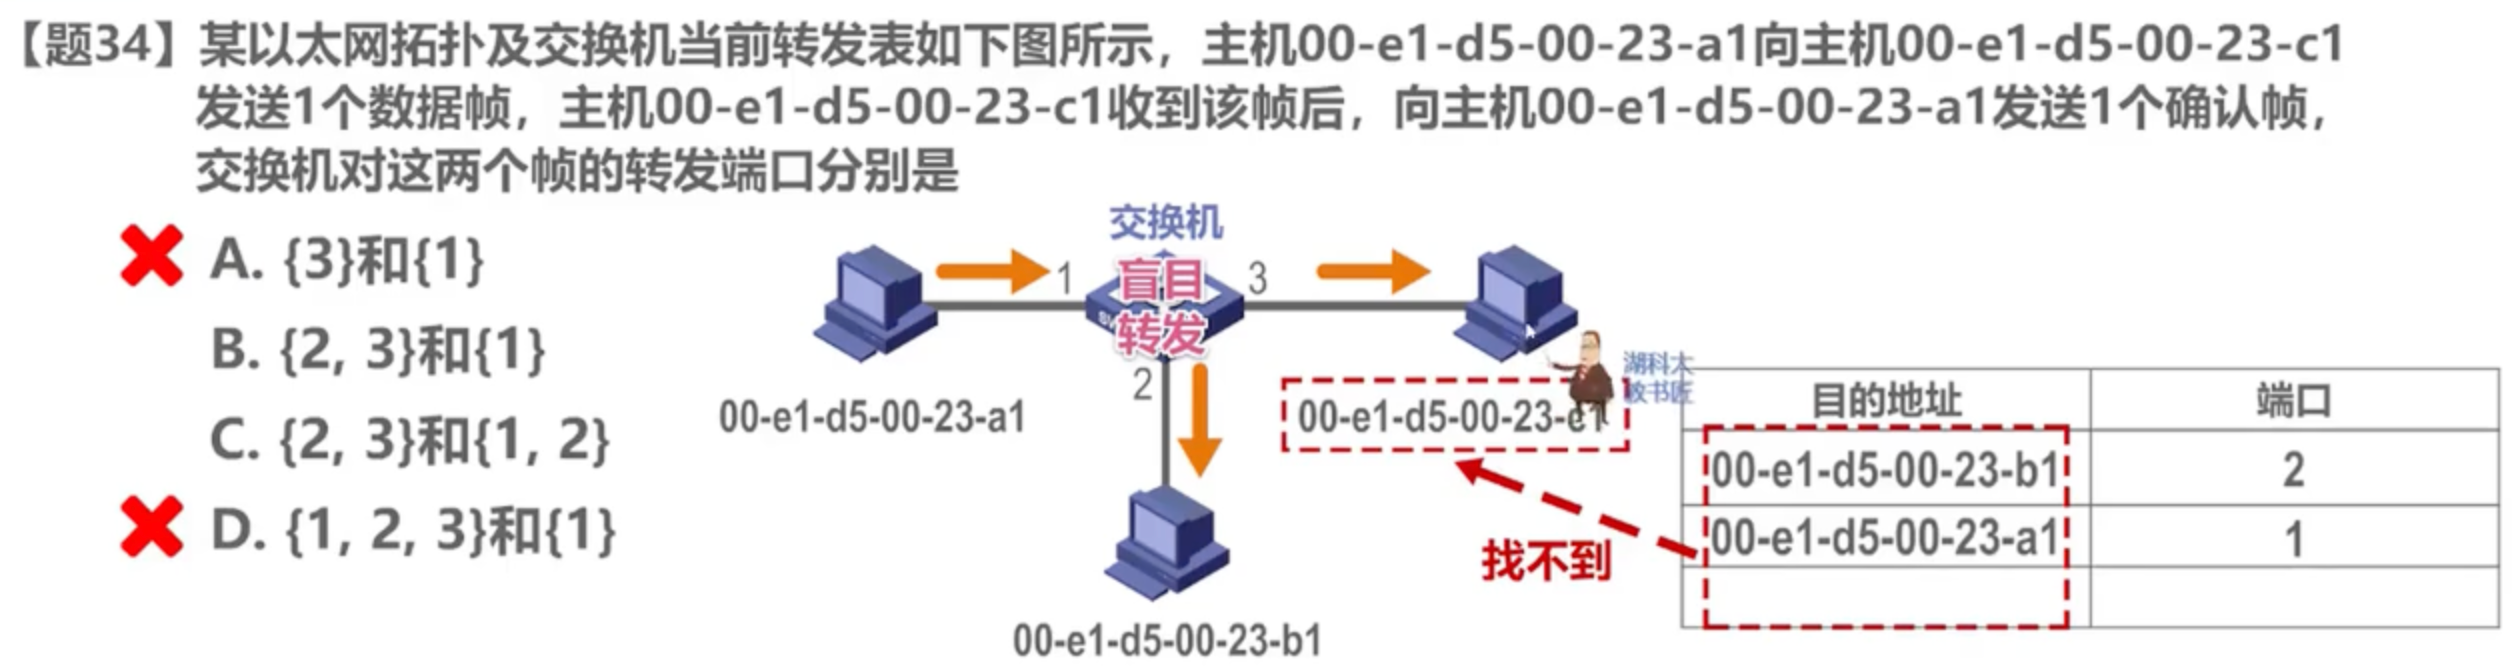 【题34】某以太网拓扑及交换机当前转发表如下图所示，主机00-e1-d5-00-23-a1向主机00-e1-d5-00-23-c1
发送1个数据帧，主机00-e1-d5-00-23-c1收到该帧后，向主机00-e1-d5-00-23-a1发送1个确认帧，
交换机对这两个帧的转发端口分别是
A. {3}和{1}
B. {2, 3}和{1}
C. {2, 3}和{1, 2}
D. {1, 2, 3}和{1}
交换机
1
盲目
转发
3
2
00-e1-d5-00-23-a1
00-e1-d5-00-23-c1
00-e1-d5-00-23-b1
湖科大
教书匠
找不到
目的地址 端口
00-e1-d5-00-23-b1 2
00-e1-d5-00-23-a1 1